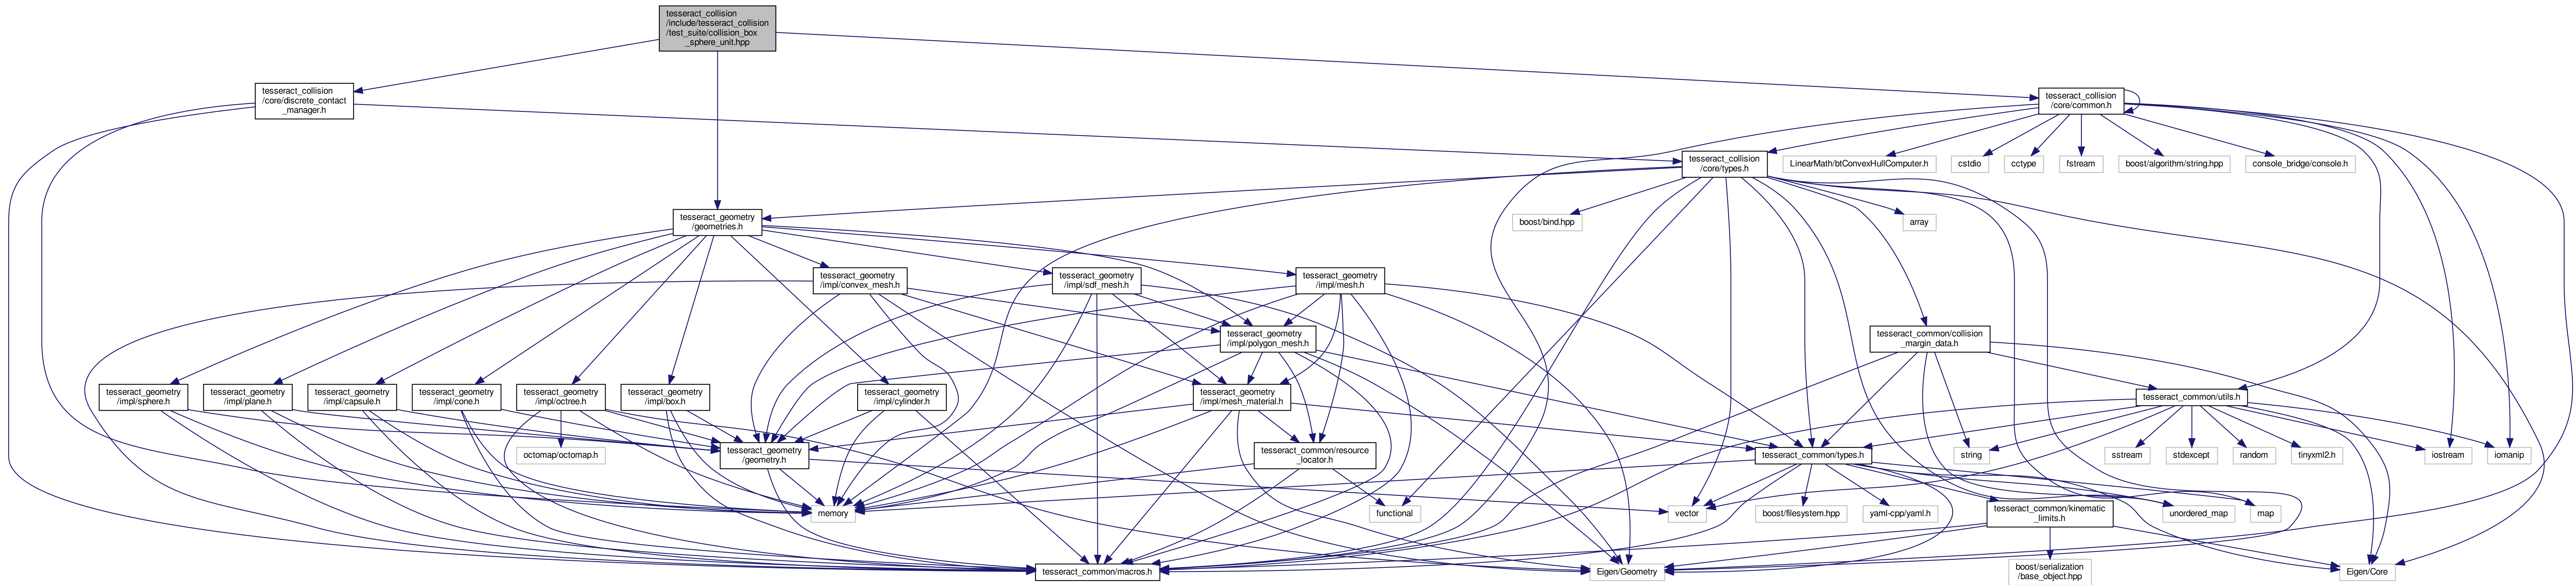 tesseract_collision
/include/tesseract_collision
/test_suite/collision_box
_sphere_unit.hpp
tesseract_collision
/core/discrete_contact
_manager.h
tesseract_collision
/core/common.h
tesseract_collision
/core/types.h
LinearMath/btConvexHullComputer.h
cstdio
cctype
fstream
boost/algorithm/string.hpp
console_bridge/console.h
tesseract_geometry
/geometries.h
boost/bind.hpp
array
tesseract_geometry
/impl/convex_mesh.h
tesseract_geometry
/impl/sdf_mesh.h
tesseract_geometry
/impl/mesh.h
tesseract_geometry
/impl/polygon_mesh.h
tesseract_common/collision
_margin_data.h
tesseract_geometry
/impl/sphere.h
tesseract_geometry
/impl/plane.h
tesseract_geometry
/impl/capsule.h
tesseract_geometry
/impl/cone.h
tesseract_geometry
/impl/octree.h
tesseract_geometry
/impl/box.h
tesseract_geometry
/impl/cylinder.h
tesseract_geometry
/impl/mesh_material.h
tesseract_common/utils.h
octomap/octomap.h
tesseract_geometry
/geometry.h
tesseract_common/resource
_locator.h
tesseract_common/types.h
string
sstream
stdexcept
random
tinyxml2.h
iostream
iomanip
memory
functional
vector
boost/filesystem.hpp
yaml-cpp/yaml.h
tesseract_common/kinematic
_limits.h
unordered_map
map
tesseract_common/macros.h
Eigen/Geometry
boost/serialization
/base_object.hpp
Eigen/Core